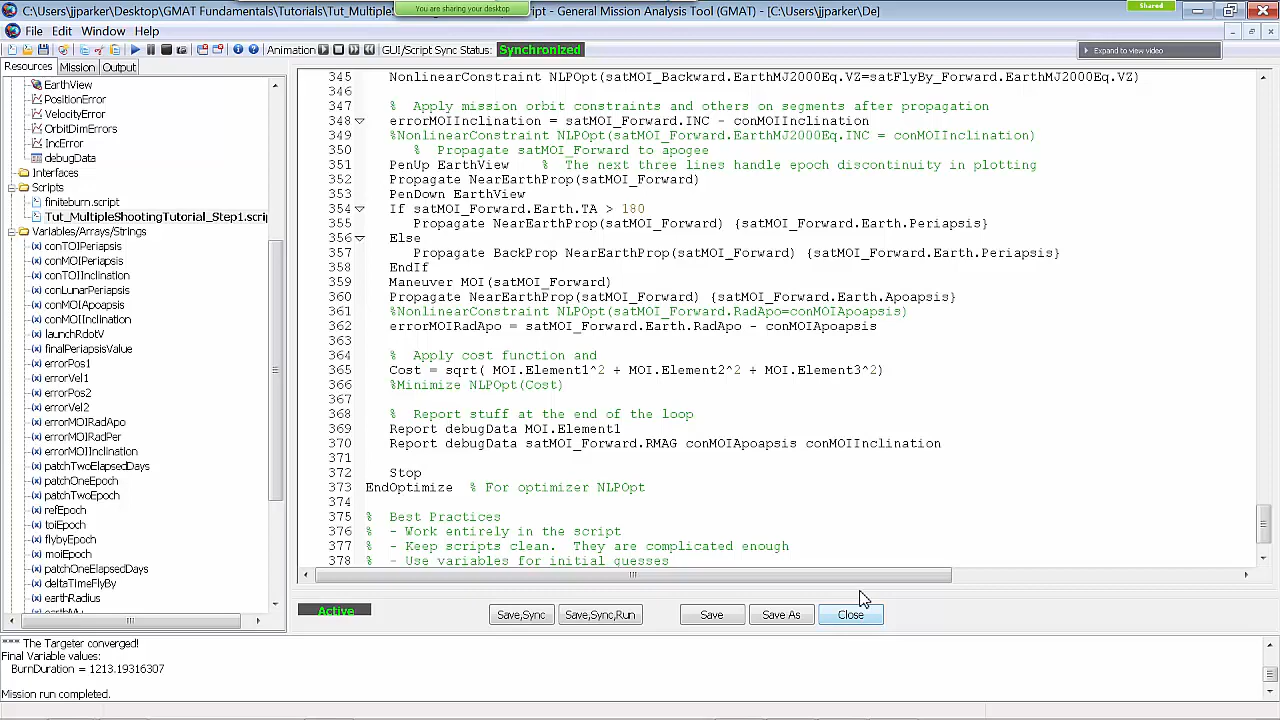 C:\Users\jjparker\Desktop\GMAT Fundamentals\Tutorials\Tut_Multiple
ript - General Mission Analysis Tool (GMAT) - [C:\Users\jjparker\De]
You are sharing your desktop
Shared
File Edit Window Help
Animation
GUI/Script Sync Status: Synchronized
Expand to view video
Resources Mission Output
EarthView
PositionError
VelocityError
OrbitDimErrors
IncError
debugData
Interfaces
Scripts
finiteburn.script
Tut_MultipleShootingTutorial_Step1.scrip
Variables/Arrays/Strings
conTOIPeriapsis
conMOIPeriapsis
conTOIInclination
conLunarPeriapsis
conMOIApoapsis
conMOIInclination
launchRdotV
finalPeriapsisValue
errorPos1
errorVel1
errorPos2
errorVel2
errorMOIRadApo
errorMOIRadPer
errorMOIInclination
patchTwoElapsedDays
patchOneEpoch
patchTwoEpoch
refEpoch
toiEpoch
flybyEpoch
moiEpoch
patchOneElapsedDays
deltaTimeFlyBy
earthRadius
earthMu
345 NonlinearConstraint NLPOpt(satMOI_Backward.EarthMJ2000Eq.VZ=satFlyBy_Forward.EarthMJ2000Eq.VZ)
346
347 % Apply mission orbit constraints and others on segments after propagation
348 errorMOIInclination = satMOI_Forward.INC - conMOIInclination
349 %NonlinearConstraint NLPOpt(satMOI_Forward.EarthMJ2000Eq.INC = conMOIInclination)
350 % Propagate satMOI_Forward to apogee
351 PenUp EarthView % The next three lines handle epoch discontinuity in plotting
352 Propagate NearEarthProp(satMOI_Forward)
353 PenDown EarthView
354 If satMOI_Forward.Earth.TA > 180
355 Propagate NearEarthProp(satMOI_Forward) {satMOI_Forward.Earth.Periapsis}
356 Else
357 Propagate BackProp NearEarthProp(satMOI_Forward) {satMOI_Forward.Earth.Periapsis}
358 EndIf
359 Maneuver MOI(satMOI_Forward)
360 Propagate NearEarthProp(satMOI_Forward) {satMOI_Forward.Earth.Apoapsis}
361 %NonlinearConstraint NLPOpt(satMOI_Forward.RadApo=conMOIApoapsis)
362 errorMOIRadApo = satMOI_Forward.Earth.RadApo - conMOIApoapsis
363
364 % Apply cost function and
365 Cost = sqrt( MOI.Element1^2 + MOI.Element2^2 + MOI.Element3^2)
366 %Minimize NLPOpt(Cost)
367
368 % Report stuff at the end of the loop
369 Report debugData MOI.Element1
370 Report debugData satMOI_Forward.RMAG conMOIApoapsis conMOIInclination
371
372 Stop
373 EndOptimize % For optimizer NLPOpt
374
375 % Best Practices
376 % - Work entirely in the script
377 % - Keep scripts clean. They are complicated enough
378 % - Use variables for initial guesses
Active
Save,Sync Save,Sync,Run Save Save As Close
*** The Targeter converged!
Final Variable values:
BurnDuration = 1213.19316307
Mission run completed.